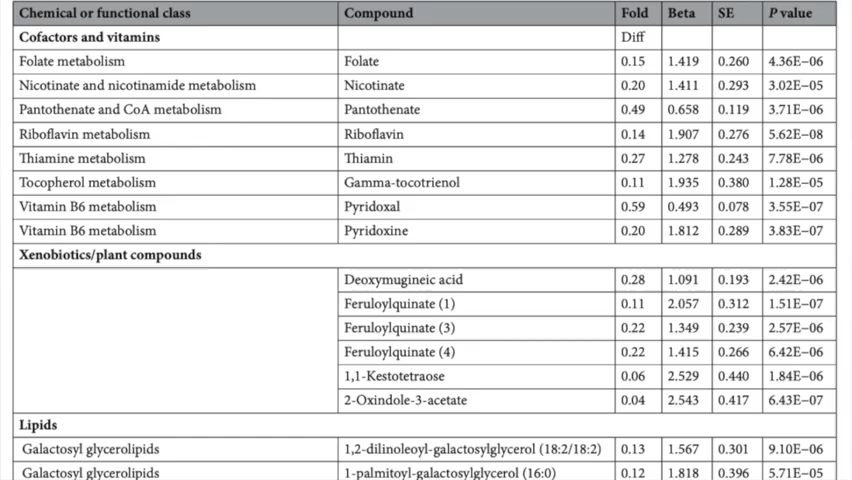 Chemical or functional class Compound Fold Beta SE P value
Cofactors and vitamins Diff
Folate metabolism Folate 0.15 1.419 0.260 4.36E−06
Nicotinate and nicotinamide metabolism Nicotinate 0.20 1.411 0.293 3.02E−05
Pantothenate and CoA metabolism Pantothenate 0.49 0.658 0.119 3.71E−06
Riboflavin metabolism Riboflavin 0.14 1.907 0.276 5.62E−08
Thiamine metabolism Thiamin 0.27 1.278 0.243 7.78E−06
Tocopherol metabolism Gamma-tocotrienol 0.11 1.935 0.380 1.28E−05
Vitamin B6 metabolism Pyridoxal 0.59 0.493 0.078 3.55E−07
Vitamin B6 metabolism Pyridoxine 0.20 1.812 0.289 3.83E−07
Xenobiotics/plant compounds
Deoxymugineic acid 0.28 1.091 0.193 2.42E−06
Feruloylquinate (1) 0.11 2.057 0.312 1.51E−07
Feruloylquinate (3) 0.22 1.349 0.239 2.57E−06
Feruloylquinate (4) 0.22 1.415 0.266 6.42E−06
1,1-Kestotetraose 0.06 2.529 0.440 1.84E−06
2-Oxindole-3-acetate 0.04 2.543 0.417 6.43E−07
Lipids
Galactosyl glycerolipids 1,2-dilinoleoyl-galactosylglycerol (18:2/18:2) 0.13 1.567 0.301 9.10E−06
Galactosyl glycerolipids 1-palmitoyl-galactosylglycerol (16:0) 0.12 1.818 0.396 5.71E−05